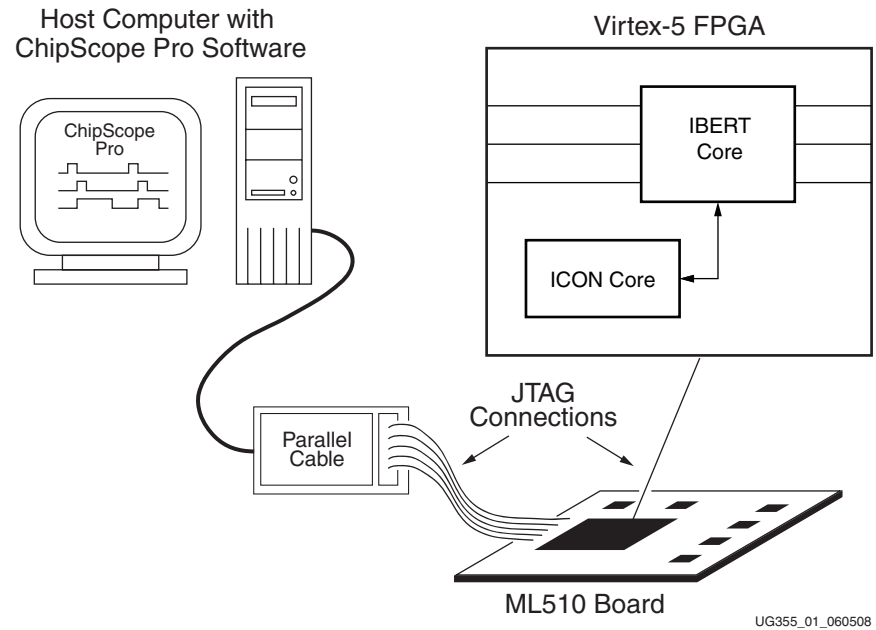 Host Computer with
ChipScope Pro Software
Virtex-5 FPGA
ChipScope
Pro
IBERT
Core
ICON Core
JTAG
Connections
Parallel
Cable
ML510 Board
UG355_01_060508